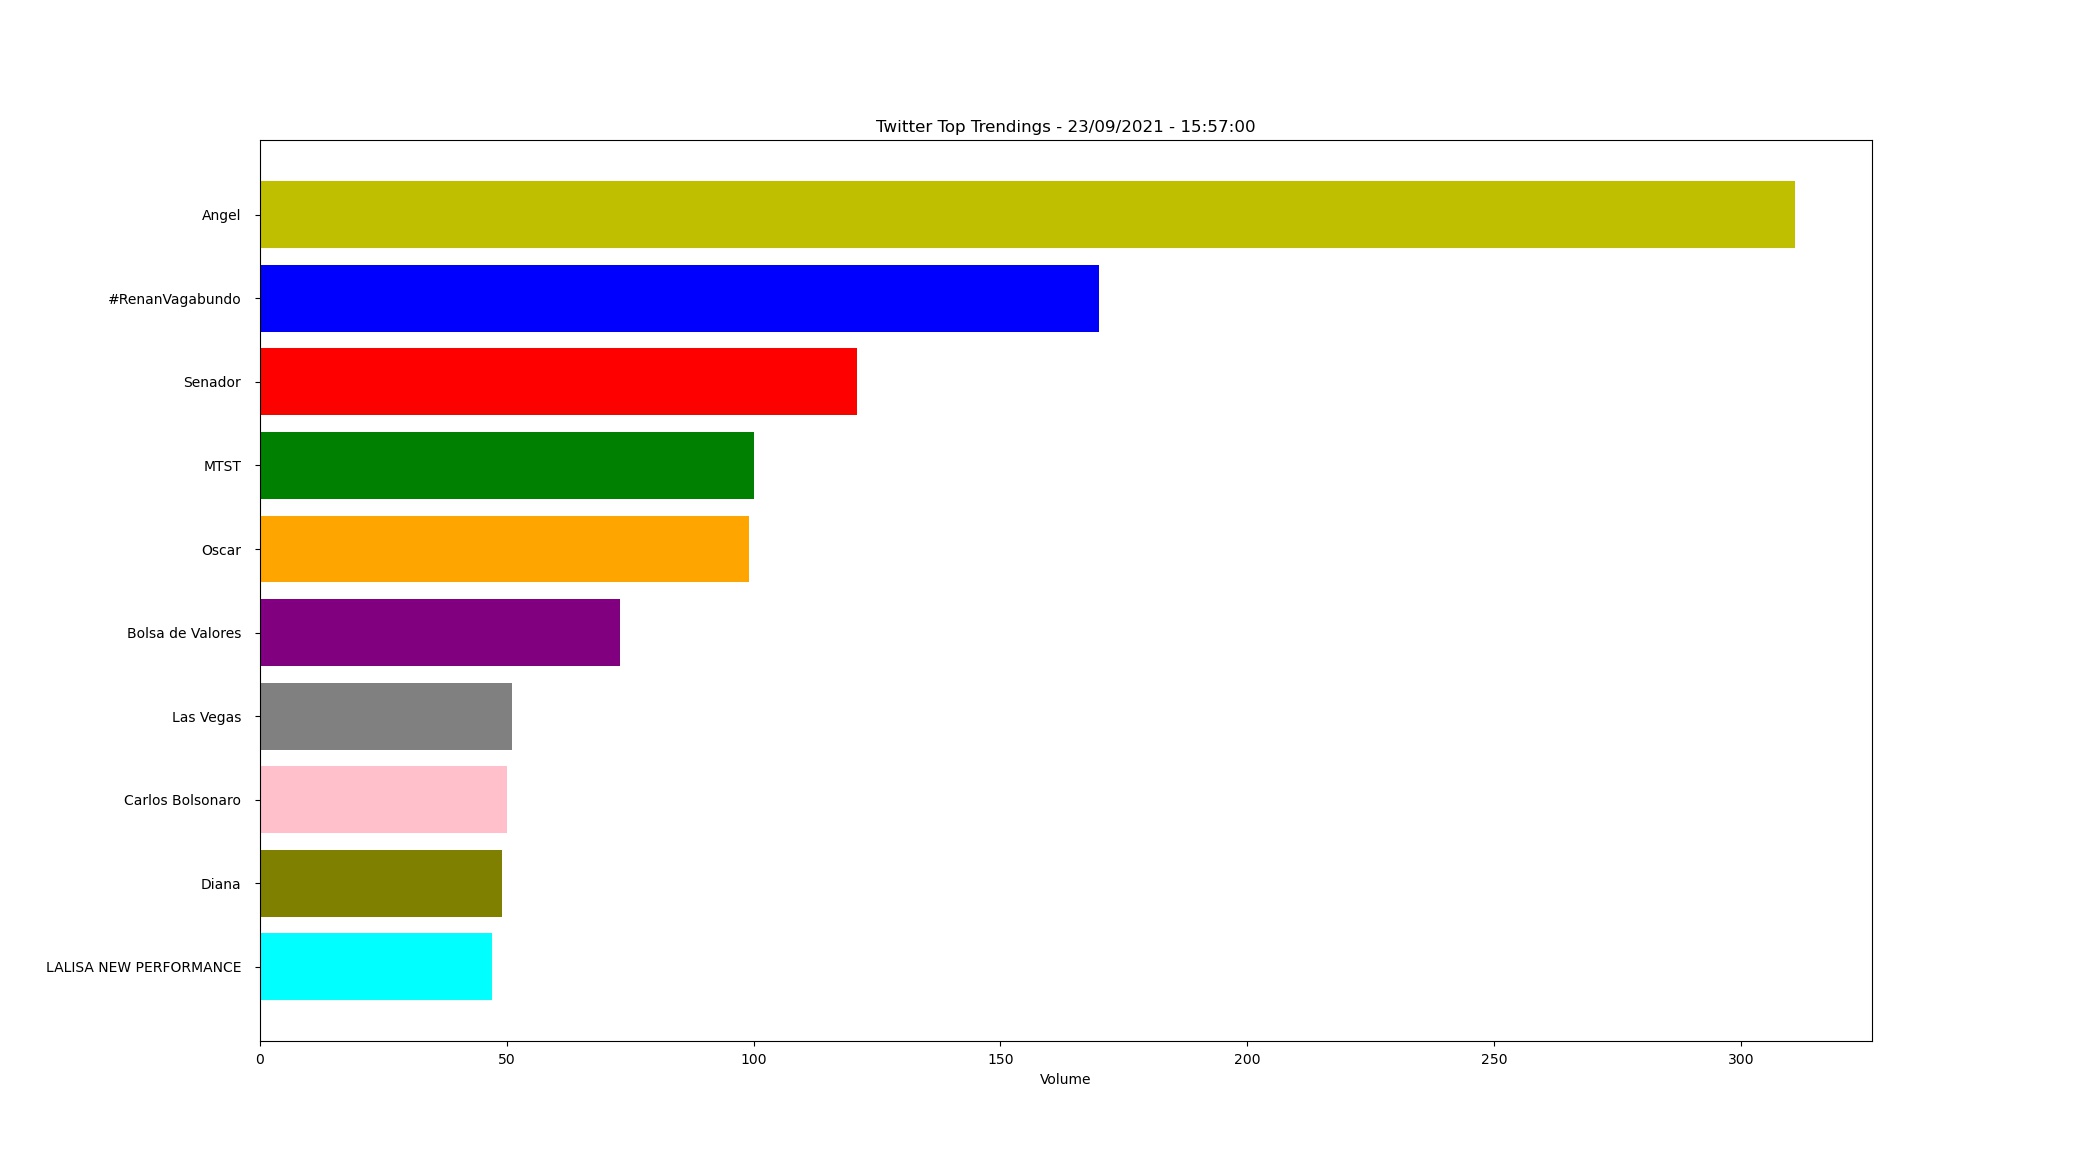 Twitter Top Trendings - 23/09/2021 - 15:57:00
Angel
#RenanVagabundo
Senador
MTST
Oscar
Bolsa de Valores
Las Vegas
Carlos Bolsonaro
Diana
LALISA NEW PERFORMANCE
0 50 100 150 200 250 300
Volume